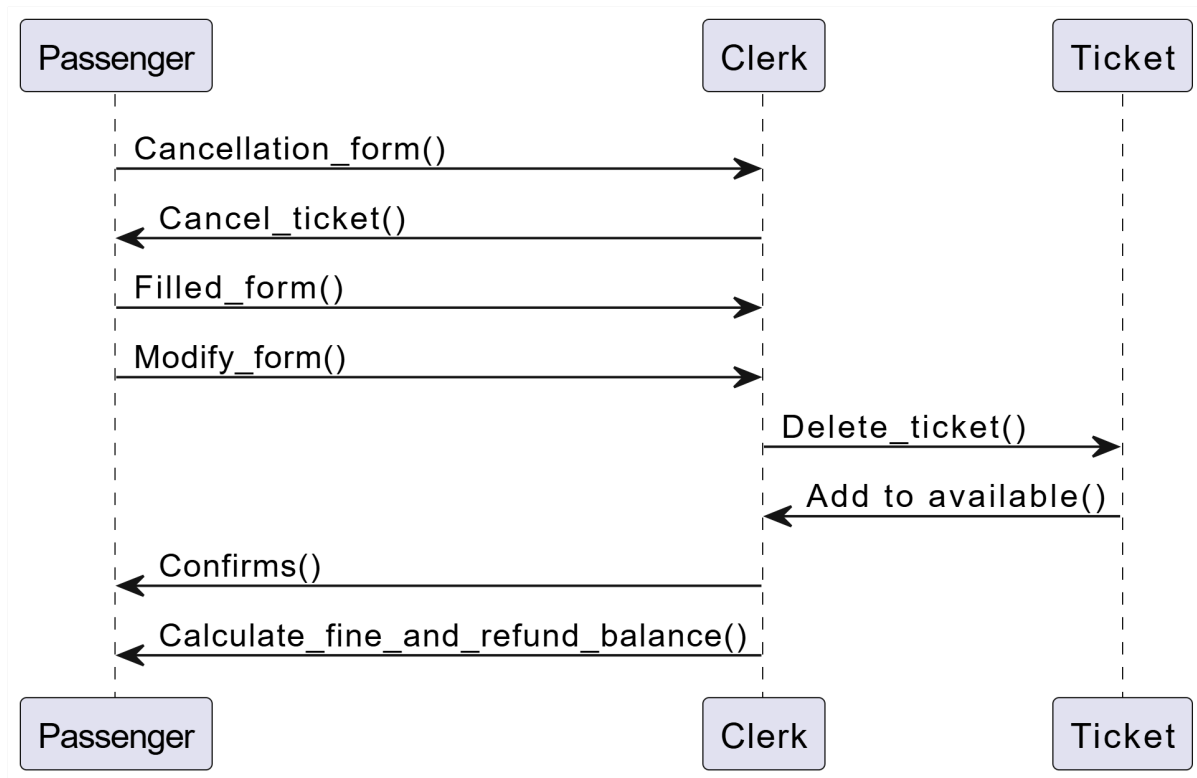 Passenger
Clerk
Ticket
Cancellation_form()
Cancel_ticket()
Filled_form()
Modify_form()
Delete_ticket()
Add to available()
Confirms()
Calculate_fine_and_refund_balance()
Passenger
Clerk
Ticket